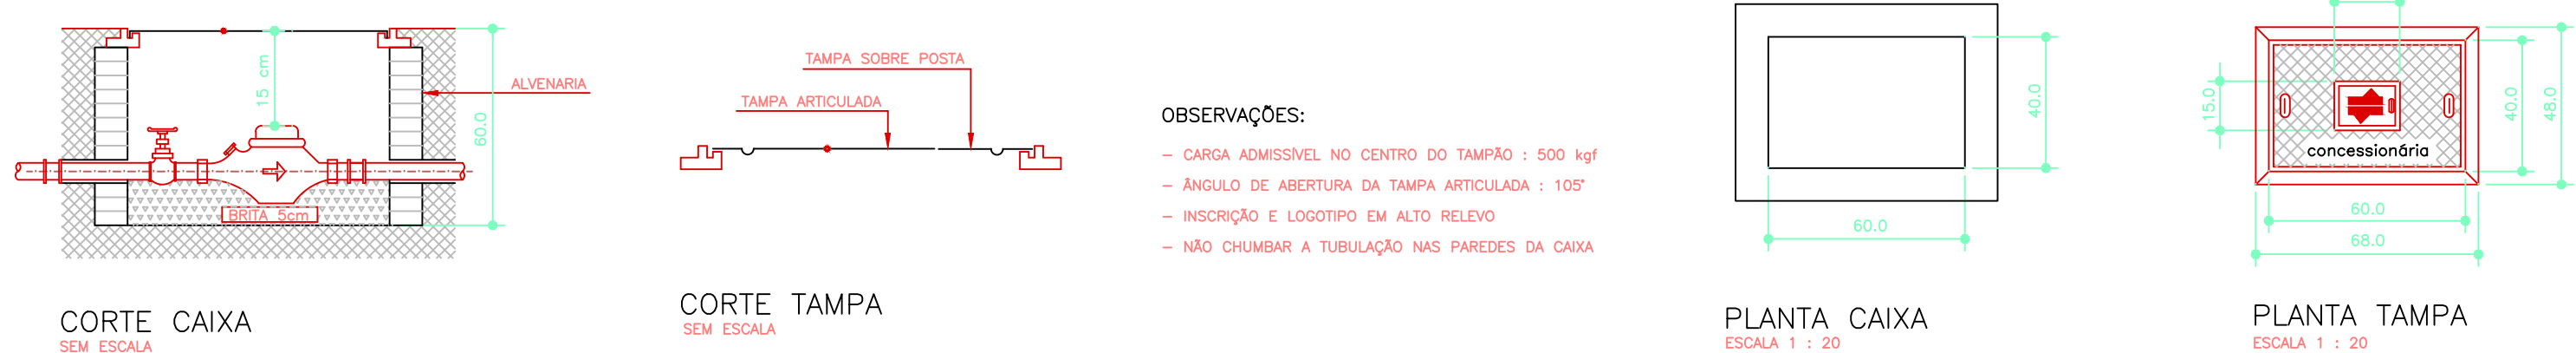 15 cm
60.0
ALVENARIA
BRITA 5cm
CORTE CAIXA
SEM ESCALA
TAMPA SOBRE POSTA
TAMPA ARTICULADA
CORTE TAMPA
SEM ESCALA
OBSERVAÇÕES:
- CARGA ADMISSÍVEL NO CENTRO DO TAMPÃO : 500 kgf
- ÂNGULO DE ABERTURA DA TAMPA ARTICULADA : 105°
- INSCRIÇÃO E LOGOTIPO EM ALTO RELEVO
- NÃO CHUMBAR A TUBULAÇÃO NAS PAREDES DA CAIXA
40.0
60.0
PLANTA CAIXA
ESCALA 1 : 20
15.0
40.0
48.0
concessionária
60.0
68.0
PLANTA TAMPA
ESCALA 1 : 20